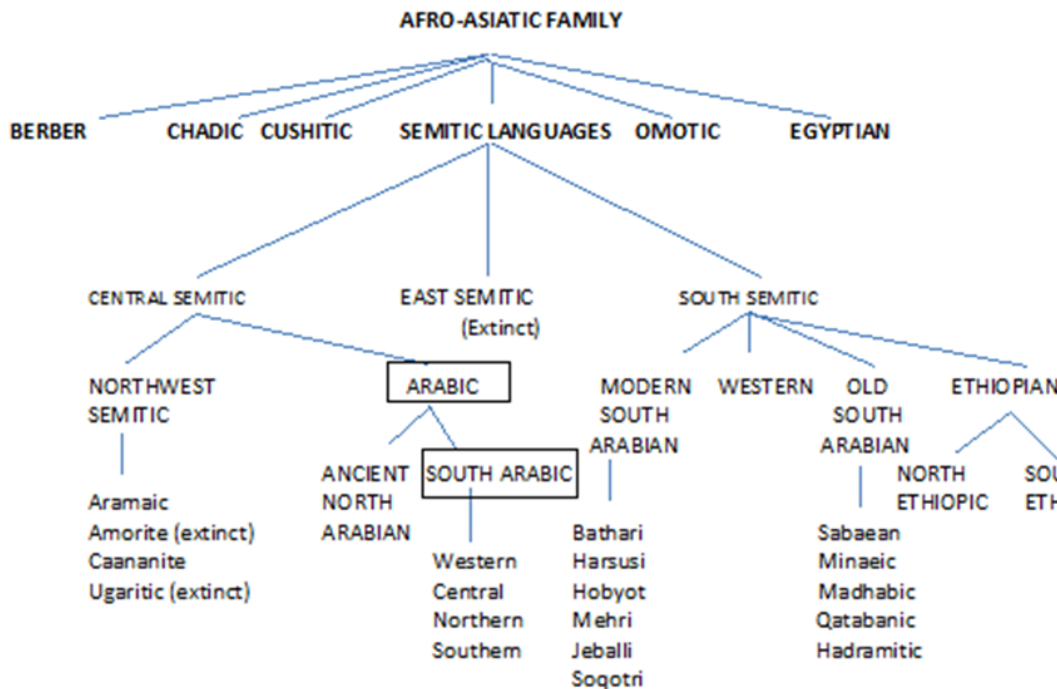 AFRO-ASIATIC FAMILY
BERBER CHADIC CUSHITIC SEMITIC LANGUAGES OMOTIC EGYPTIAN
CENTRAL SEMITIC EAST SEMITIC SOUTH SEMITIC
(Extinct)
NORTHWEST ARABIC MODERN WESTERN OLD ETHIOPIAN
SEMITIC SOUTH SOUTH
ARABIAN ARABIAN
ANCIENT SOUTH ARABIC NORTH
NORTH ETHIOPIC
ARABIAN
Aramaic
Amorite (extinct)
Caananite
Ugaritic (extinct)
Western
Central
Northern
Southern
Bathari
Harsusi
Hobyot
Mehri
Jeballi
Soqotri
Sabaean
Minaeic
Madhabic
Qatabanic
Hadramitic